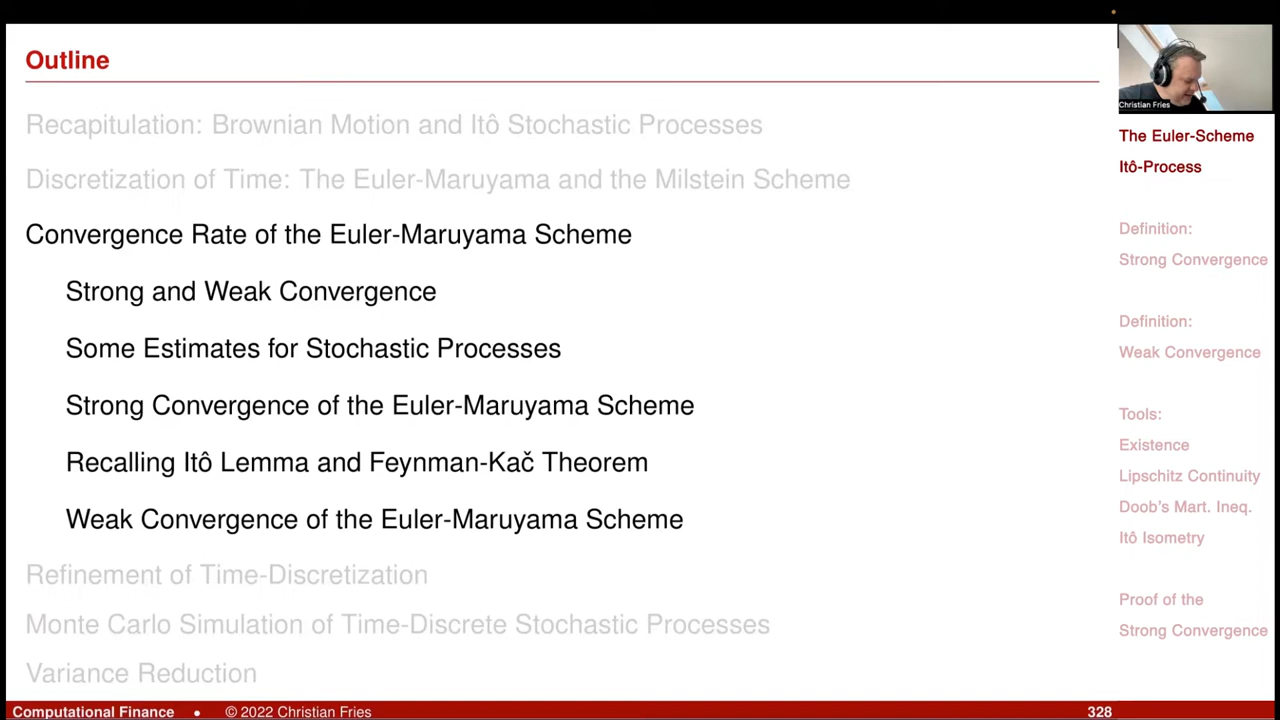 Outline
Recapitulation: Brownian Motion and Itô Stochastic Processes
Discretization of Time: The Euler-Maruyama and the Milstein Scheme
Convergence Rate of the Euler-Maruyama Scheme
Strong and Weak Convergence
Some Estimates for Stochastic Processes
Strong Convergence of the Euler-Maruyama Scheme
Recalling Itô Lemma and Feynman-Kač Theorem
Weak Convergence of the Euler-Maruyama Scheme
Refinement of Time-Discretization
Monte Carlo Simulation of Time-Discrete Stochastic Processes
Variance Reduction
Christian Fries
The Euler-Scheme
Itô-Process
Definition:
Strong Convergence
Definition:
Weak Convergence
Tools:
Existence
Lipschitz Continuity
Doob's Mart. Ineq.
Itô Isometry
Proof of the
Strong Convergence
Computational Finance • © 2022 Christian Fries 328